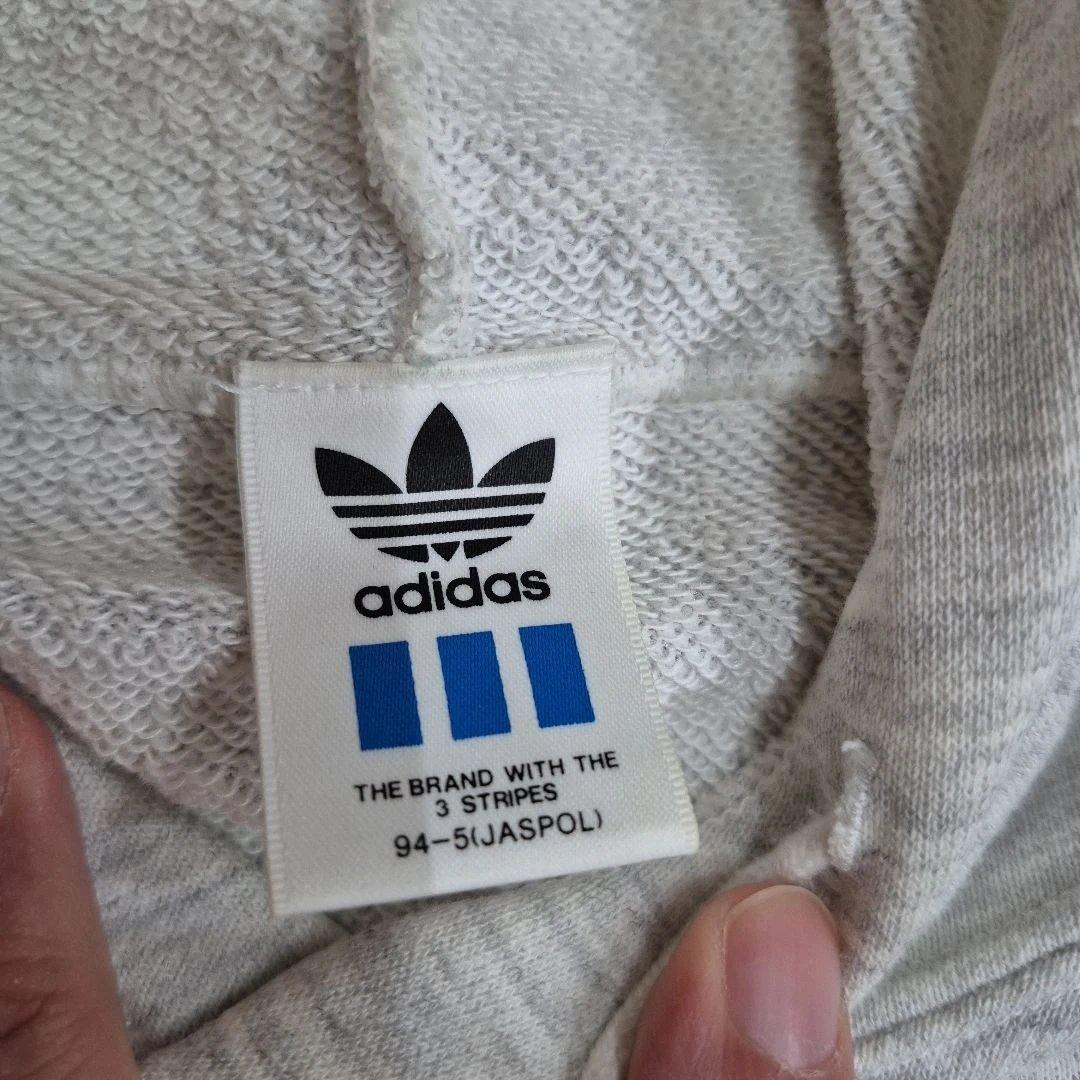 adidas
THE BRAND WITH THE
3 STRIPES
94-5(JASPOL)